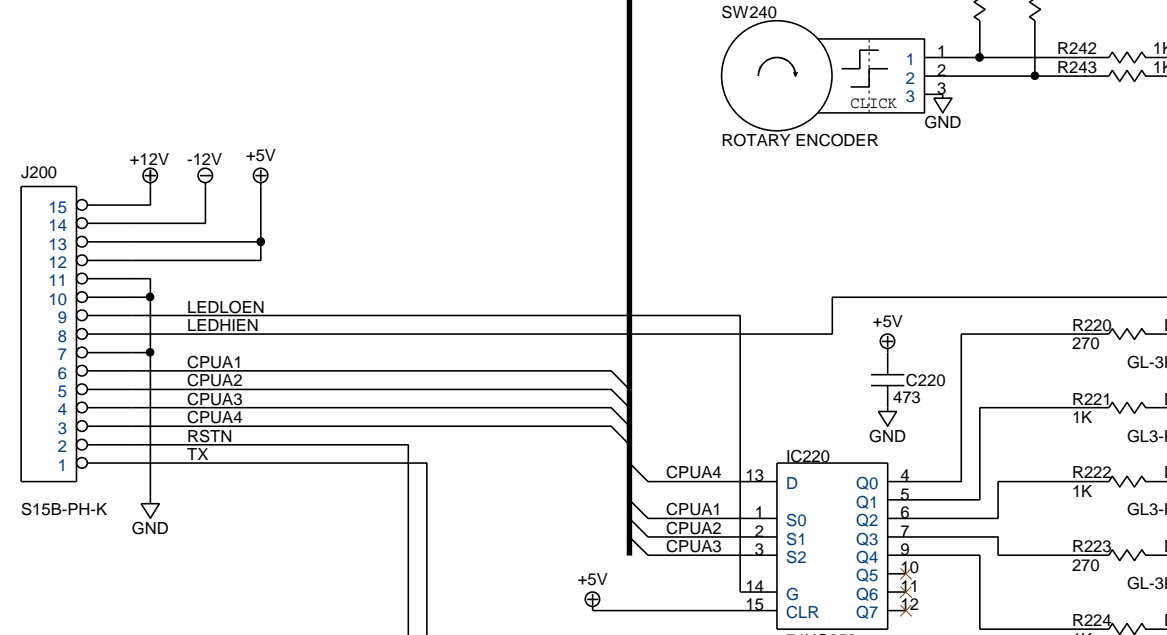 SW240
1 1 R242
2 2 R243
3 3
CLICK
GND
ROTARY ENCODER
+12V -12V +5V
J200
15
14
13
12
11
10
9 LEDLOEN
8 LEDHIEN
7
6 CPUA1
5 CPUA2
4 CPUA3
3 CPUA4
2 RSTN
1 TX
S15B-PH-K
GND
+5V
C220
473
GND
R220
270
R221
1K
R222
1K
R223
270
R224
IC220
CPUA4 13 D Q0 4
Q1 5
CPUA1 1 S0 Q2 6
CPUA2 2 S1 Q3 7
CPUA3 3 S2 Q4 9
Q5 10
14 G Q6 11
+5V
15 CLR Q7 12